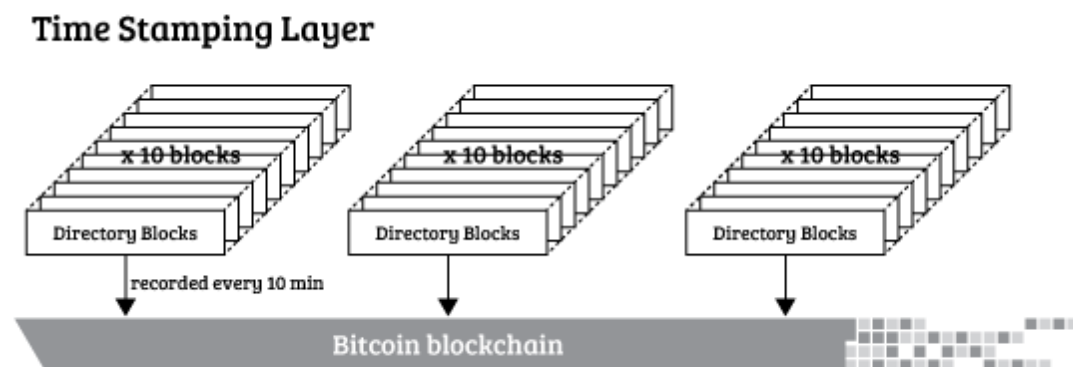 Time Stamping Layer
x 10 blocks
x 10 blocks
x 10 blocks
Directory Blocks
Directory Blocks
Directory Blocks
recorded every 10 min
Bitcoin blockchain